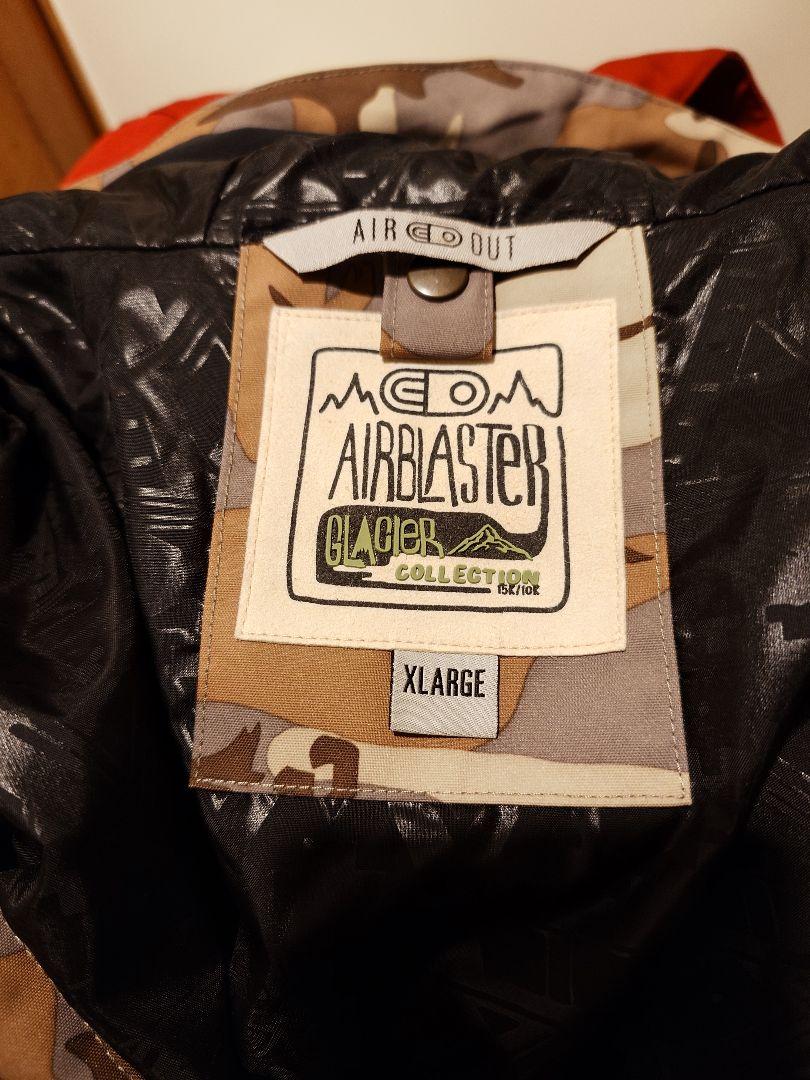 AIR OUT
AIRBLASTER
GLACIER
COLLECTION
15K/10K
XLARGE